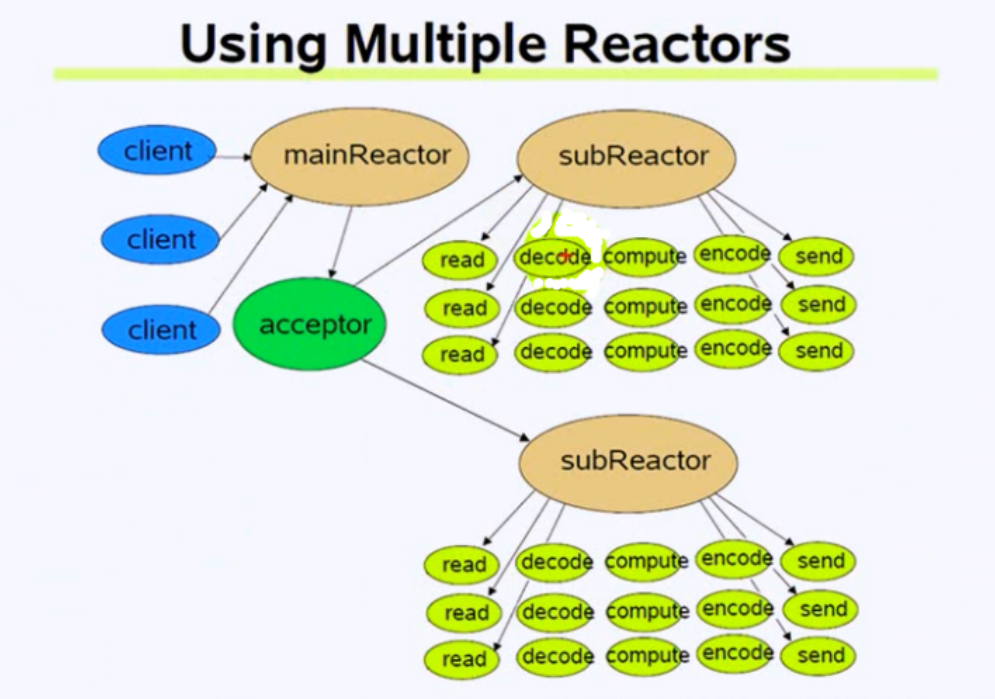 Using Multiple Reactors
client
mainReactor
subReactor
client
read decode compute encode send
client
acceptor
read decode compute encode send
read decode compute encode send
subReactor
read decode compute encode send
read decode compute encode send
read decode compute encode send